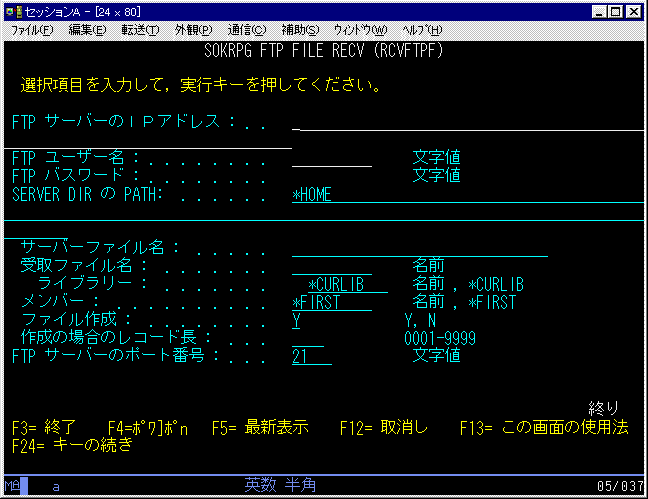 セッションA - [24 x 80]
ファイル(F) 編集(E) 転送(T) 外観(P) 通信(C) 補助(S) ウィンドウ(W) ヘルプ(H)
SOKRPG FTP FILE RECV (RCVFTPF)
選択項目を入力して，実行キーを押してください。
FTP サーバーのＩＰアドレス : . .
FTP ユーザー名 : . . . . . . . . 文字値
FTP パスワード : . . . . . . . . 文字値
SERVER DIR の PATH: . . . . . . *HOME
サーバーファイル名 : . . . . . .
受取ファイル名 : . . . . . . . . 名前
ライブラリー : . . . . . . . . *CURLIB 名前 , *CURLIB
メンバー : . . . . . . . . . . . *FIRST 名前 , *FIRST
ファイル作成 : . . . . . . . . . Y Y, N
作成の場合のレコード長 : . . . . 0001-9999
FTP サーバーのポート番号 : . . . 21 文字値
終り
F3= 終了 F4=ﾎﾟﾜ]ﾎﾟn F5= 最新表示 F12= 取消し F13= この画面の使用法
F24= キーの続き
MA a 英数 半角 05/037